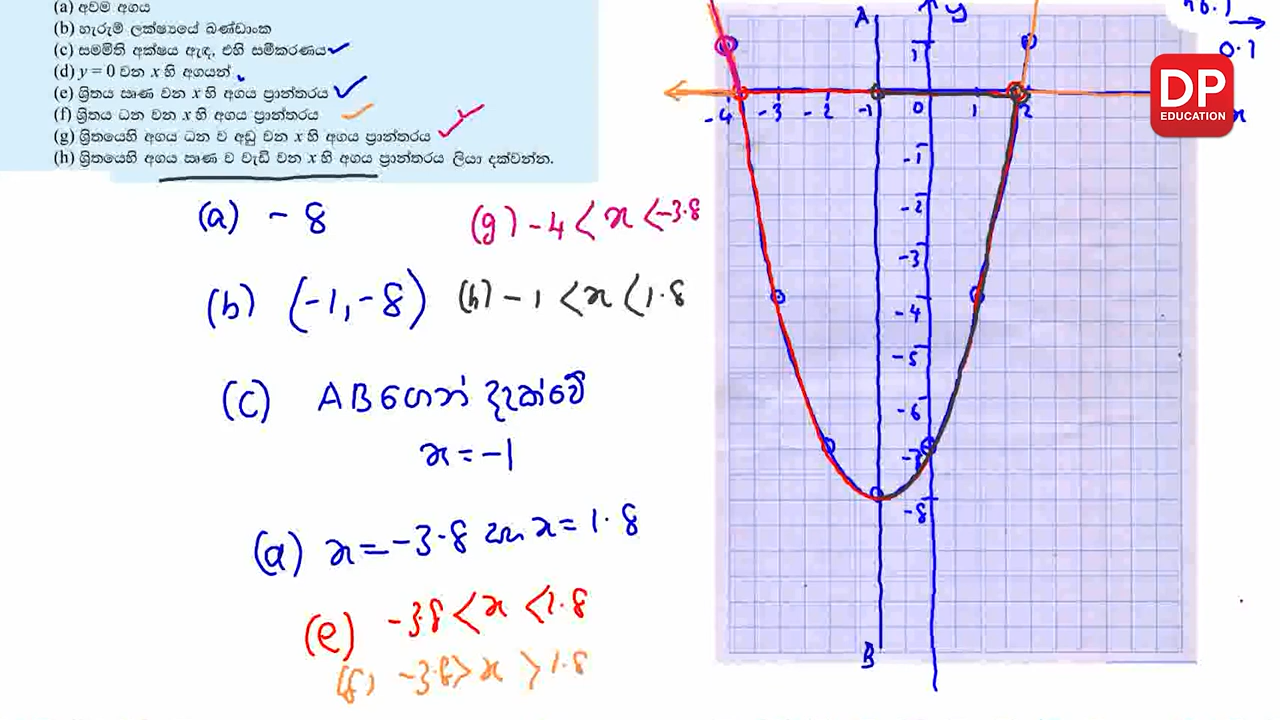 (a) අවම අගය
(b) හැරුම් ලක්ෂ්‍යයේ ඛණ්ඩාංක
(c) සමමිති අක්ෂය ඇඳ, එහි සමීකරණය
(d) y = 0 වන x හි අගයන්
(e) ශ්‍රිතය ඍණ වන x හි අගය ප්‍රාන්තරය
(f) ශ්‍රිතය ධන වන x හි අගය ප්‍රාන්තරය
(g) ශ්‍රිතයෙහි අගය ධන ව අඩු වන x හි අගය ප්‍රාන්තරය
(h) ශ්‍රිතයෙහි අගය ඍණ ව වැඩි වන x හි අගය ප්‍රාන්තරය ලියා දක්වන්න.
(a) -8
(g) -4 < x < -3.8
(b) (-1, -8)
(h) -1 < x < 1.8
(c) AB ගෙන් දැක්වේ
x = -1
(d) x = -3.8 හා x = 1.8
(e) -3.8 < x < 1.8
(f) -3.8 > x > 1.8
A
y
1
-4 -3 -2 -1 0 1 2
x
-1
-2
-3
-4
-5
-6
-7
-8
B
0.1
DP
EDUCATION